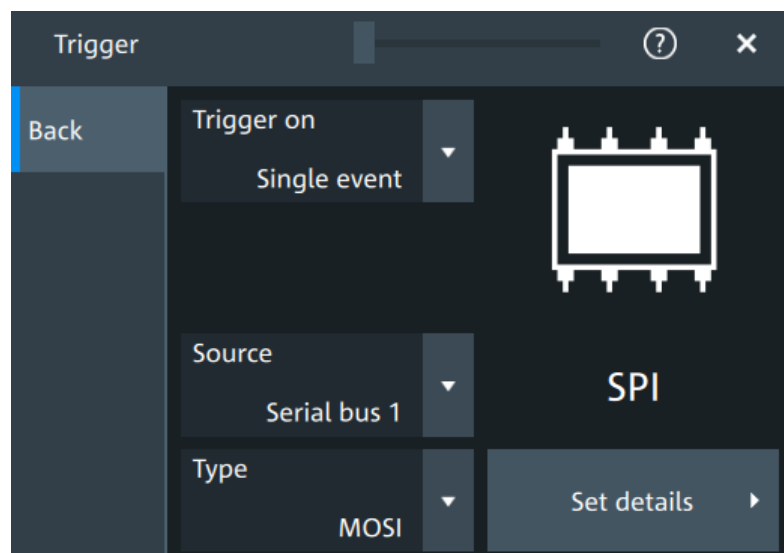 Trigger
?
Back
Trigger on
Single event
Source
Serial bus 1
SPI
Type
MOSI
Set details